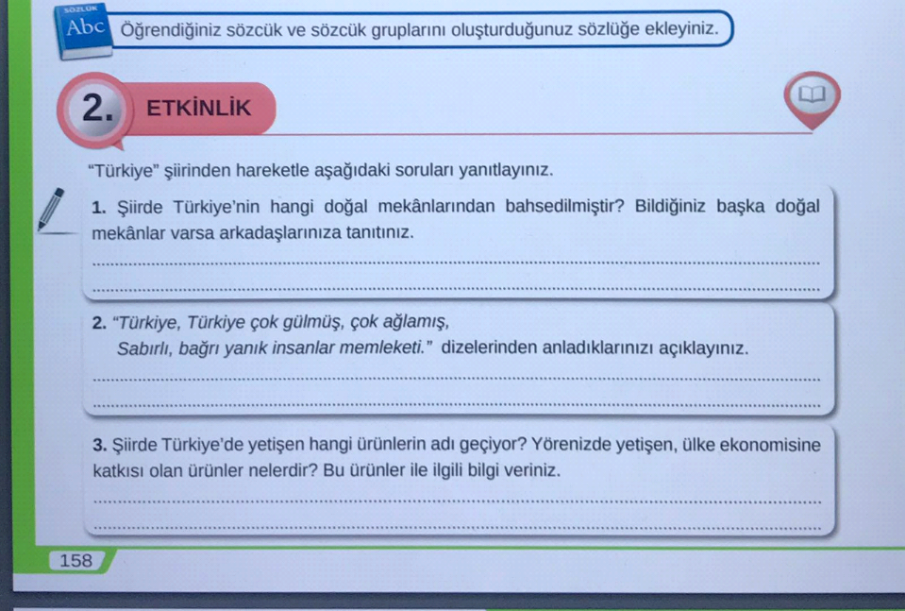 SÖZLÜK
Abc
Öğrendiğiniz sözcük ve sözcük gruplarını oluşturduğunuz sözlüğe ekleyiniz.
2.
ETKİNLİK
“Türkiye” şiirinden hareketle aşağıdaki soruları yanıtlayınız.
1. Şiirde Türkiye’nin hangi doğal mekânlarından bahsedilmiştir? Bildiğiniz başka doğal
mekânlar varsa arkadaşlarınıza tanıtınız.
2. “Türkiye, Türkiye çok gülmüş, çok ağlamış,
Sabırlı, bağrı yanık insanlar memleketi.” dizelerinden anladıklarınızı açıklayınız.
3. Şiirde Türkiye’de yetişen hangi ürünlerin adı geçiyor? Yörenizde yetişen, ülke ekonomisine
katkısı olan ürünler nelerdir? Bu ürünler ile ilgili bilgi veriniz.
158